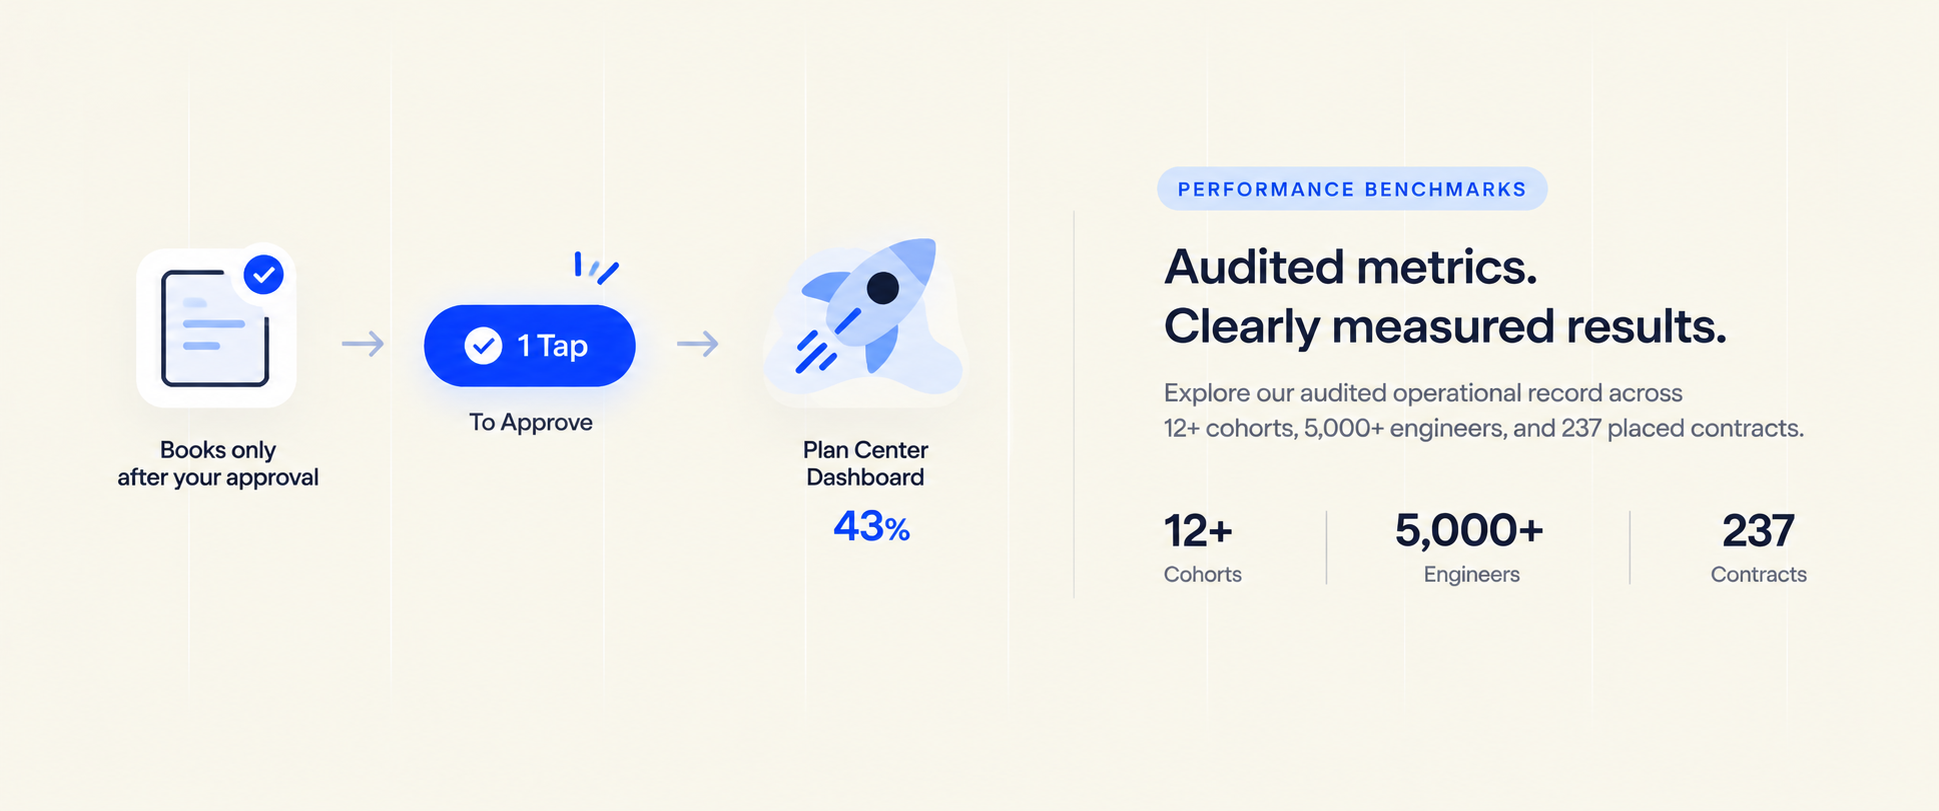 Books only
after your approval
1 Tap
To Approve
Plan Center
Dashboard
43%
PERFORMANCE BENCHMARKS
Audited metrics.
Clearly measured results.
Explore our audited operational record across
12+ cohorts, 5,000+ engineers, and 237 placed contracts.
12+
Cohorts
5,000+
Engineers
237
Contracts